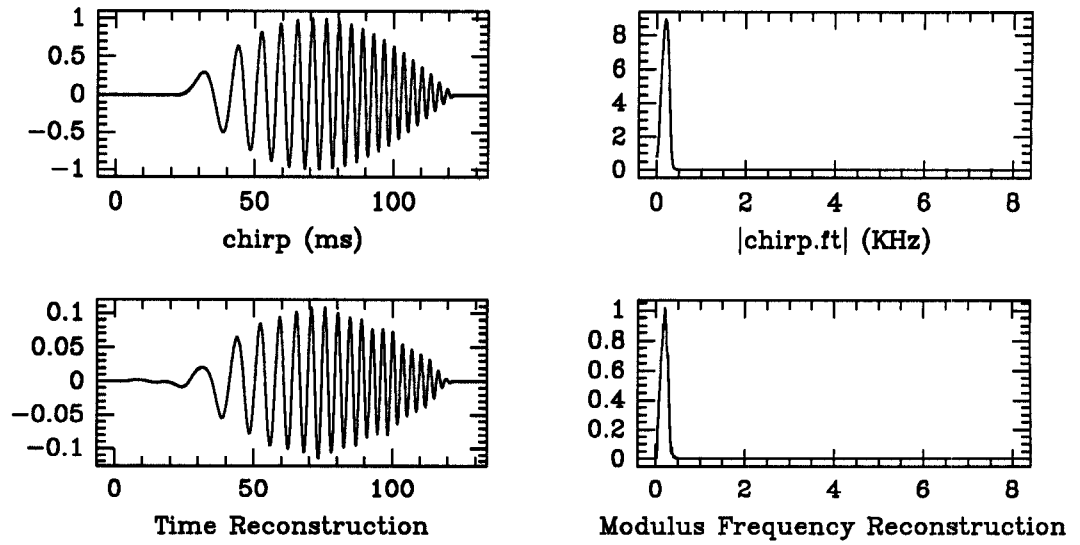 1
0.5
0
−0.5
−1
0 50 100
chirp (ms)
8
6
4
2
0
0 2 4 6 8
|chirp.ft| (KHz)
0.1
0.05
0
−0.05
−0.1
0 50 100
Time Reconstruction
1
0.8
0.6
0.4
0.2
0
0 2 4 6 8
Modulus Frequency Reconstruction